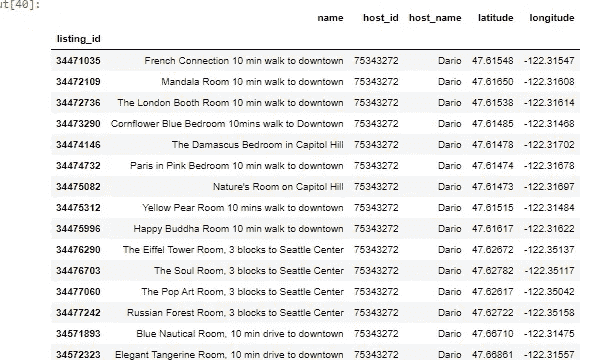 ut[40]:
name host_id host_name latitude longitude
listing_id
34471035 French Connection 10 min walk to downtown 75343272 Dario 47.61548 -122.31547
34472109 Mandala Room 10 min walk to downtown 75343272 Dario 47.61650 -122.31608
34472736 The London Booth Room 10 min walk to downtown 75343272 Dario 47.61538 -122.31614
34473290 Cornflower Blue Bedroom 10mins walk to Downtown 75343272 Dario 47.61485 -122.31468
34474146 The Damascus Bedroom in Capitol Hill 75343272 Dario 47.61478 -122.31702
34474732 Paris in Pink Bedroom 10 min walk to downtown 75343272 Dario 47.61474 -122.31678
34475082 Nature's Room on Capitol Hill 75343272 Dario 47.61473 -122.31697
34475312 Yellow Pear Room 10 mins walk to downtown 75343272 Dario 47.61515 -122.31484
34475996 Happy Buddha Room 10 min walk to downtown 75343272 Dario 47.61617 -122.31622
34476290 The Eiffel Tower Room, 3 blocks to Seattle Center 75343272 Dario 47.62672 -122.35137
34476703 The Soul Room, 3 blocks to Seattle Center 75343272 Dario 47.62782 -122.35117
34477060 The Pop Art Room, 3 blocks to Seattle Center 75343272 Dario 47.62617 -122.35042
34477242 Russian Forest Room, 3 blocks to Seattle Center 75343272 Dario 47.62722 -122.35158
34571893 Blue Nautical Room, 10 min drive to downtown 75343272 Dario 47.66710 -122.31475
34572323 Elegant Tangerine Room, 10 min drive to downtown 75343272 Dario 47.66861 -122.31557